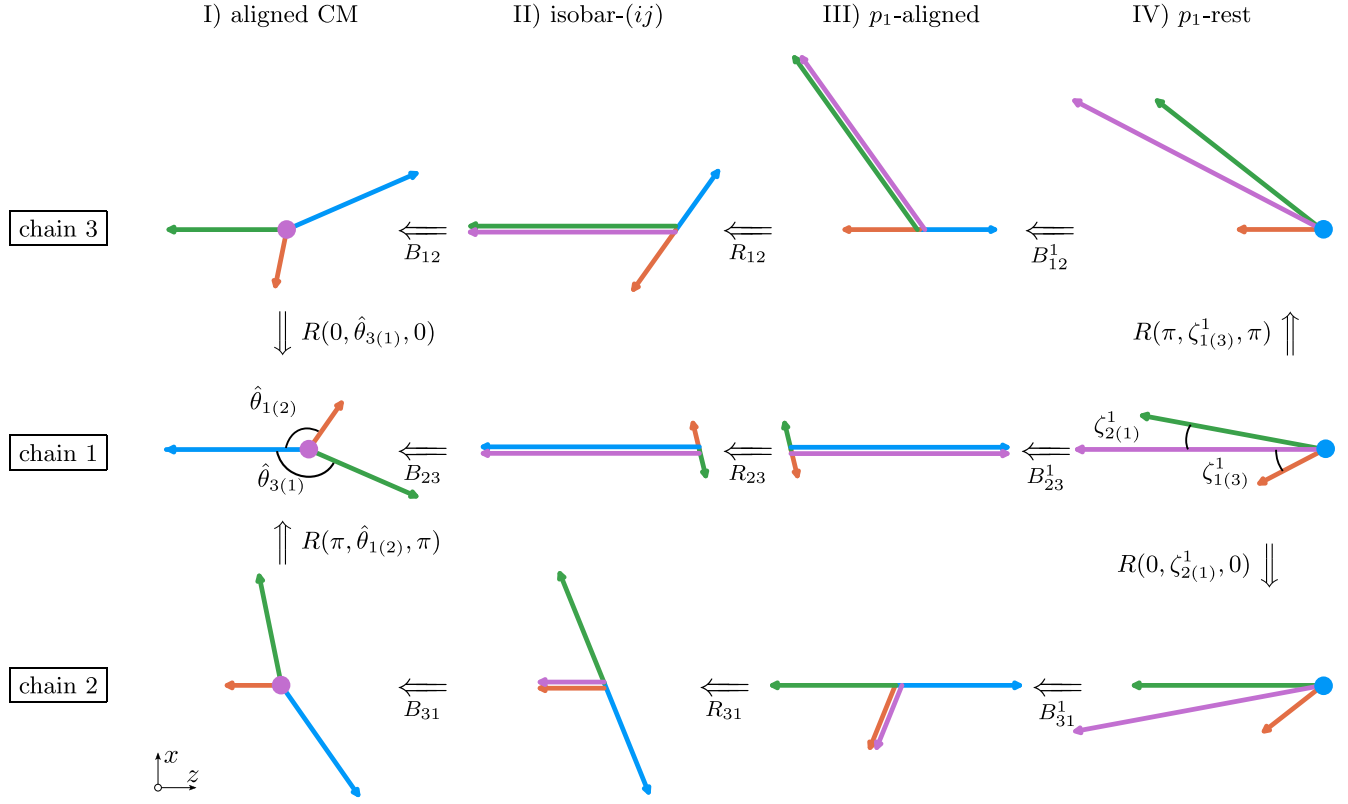 I) aligned CM
II) isobar-(ij)
III) p₁-aligned
IV) p₁-rest
chain 3
B₁₂
R₁₂
B¹₁₂
R(0, θ̂₃₍₁₎, 0)
R(π, ζ¹₁₍₃₎, π)
chain 1
θ̂₁₍₂₎
θ̂₃₍₁₎
B₂₃
R₂₃
B¹₂₃
ζ¹₂₍₁₎
ζ¹₁₍₃₎
R(π, θ̂₁₍₂₎, π)
R(0, ζ¹₂₍₁₎, 0)
chain 2
B₃₁
R₃₁
B¹₃₁
x
z